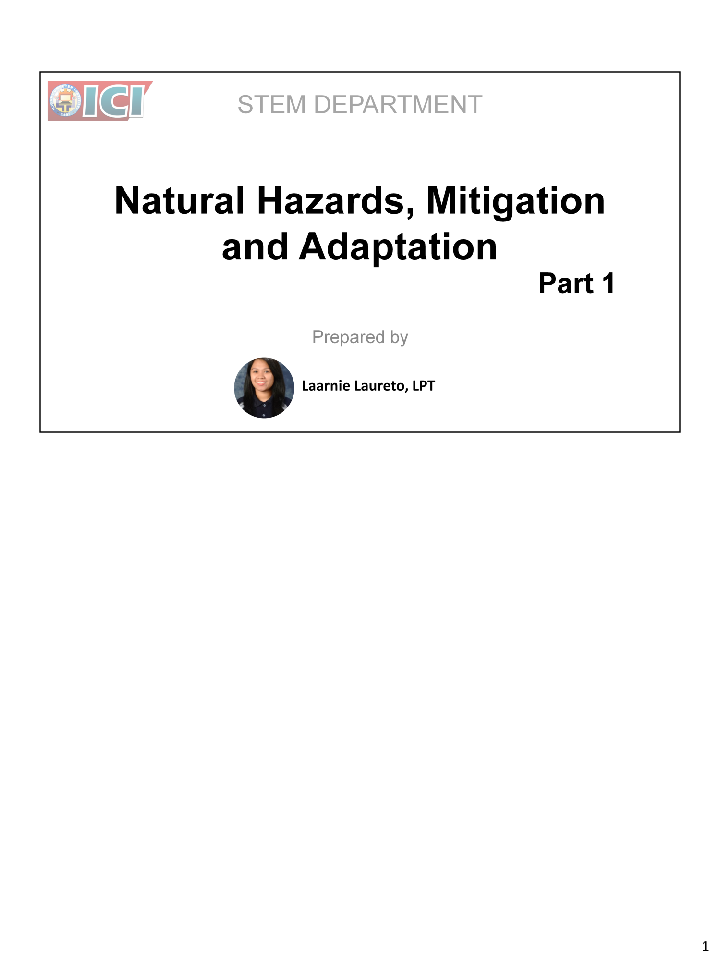 ICI
STEM DEPARTMENT
Natural Hazards, Mitigation
and Adaptation
Part 1
Prepared by
Laarnie Laureto, LPT
1